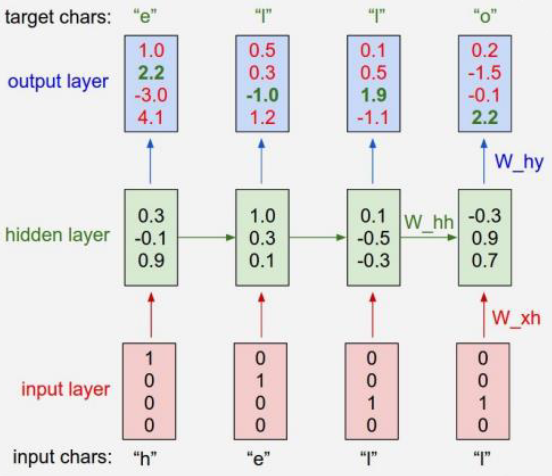 target chars: “e” “l” “l” “o”
output layer
1.0 0.5 0.1 0.2
2.2 0.3 0.5 -1.5
-3.0 -1.0 1.9 -0.1
4.1 1.2 -1.1 2.2
W_hy
hidden layer
0.3 1.0 0.1 -0.3
-0.1 0.3 -0.5 W_hh 0.9
0.9 0.1 -0.3 0.7
W_xh
input layer
1 0 0 0
0 1 0 0
0 0 1 1
0 0 0 0
input chars: “h” “e” “l” “l”